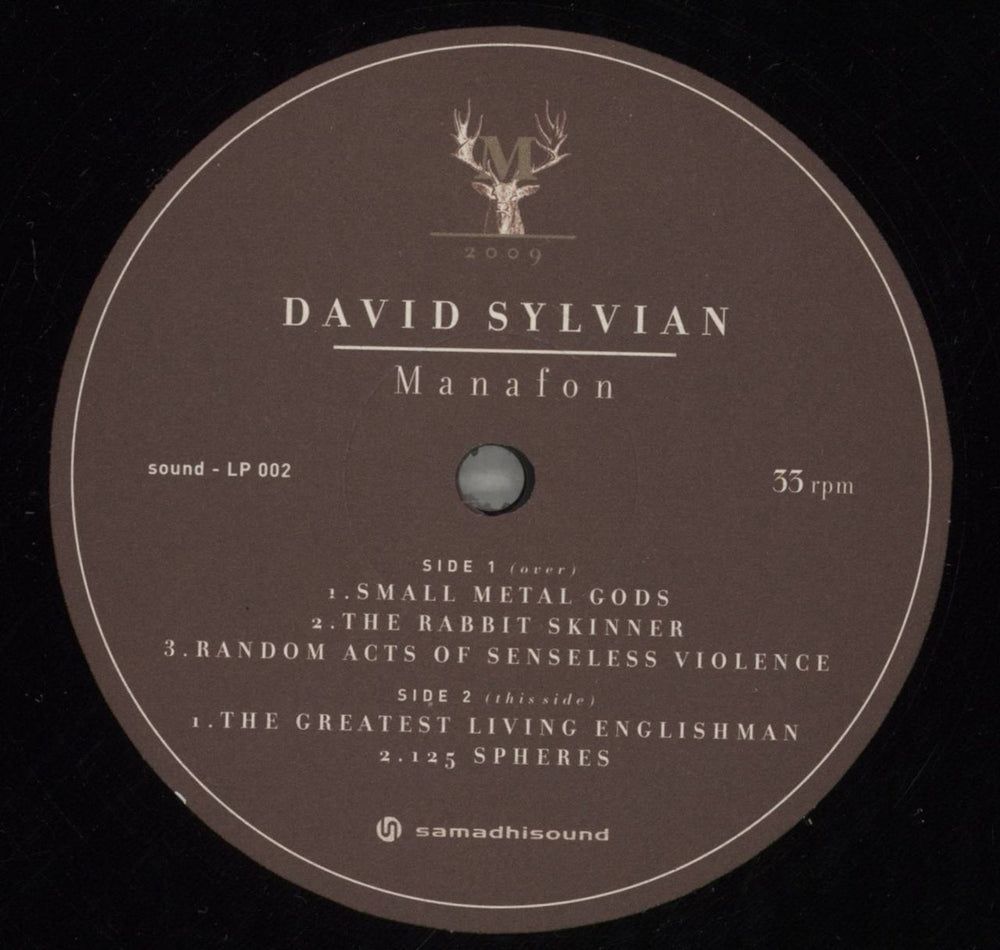 M
2009
DAVID SYLVIAN
Manafon
sound - LP 002
33 rpm
SIDE 1 (over)
1.SMALL METAL GODS
2.THE RABBIT SKINNER
3.RANDOM ACTS OF SENSELESS VIOLENCE
SIDE 2 (this side)
1.THE GREATEST LIVING ENGLISHMAN
2.125 SPHERES
samadhisound